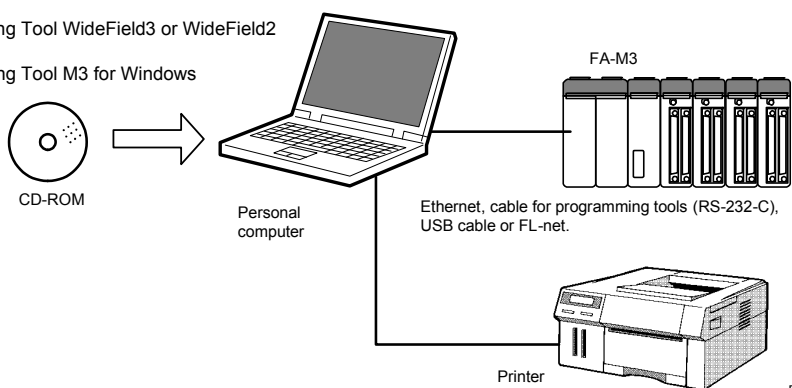 ng Tool WideField3 or WideField2
ng Tool M3 for Windows
FA-M3
CD-ROM
Personal
computer
Ethernet, cable for programming tools (RS-232-C),
USB cable or FL-net.
Printer